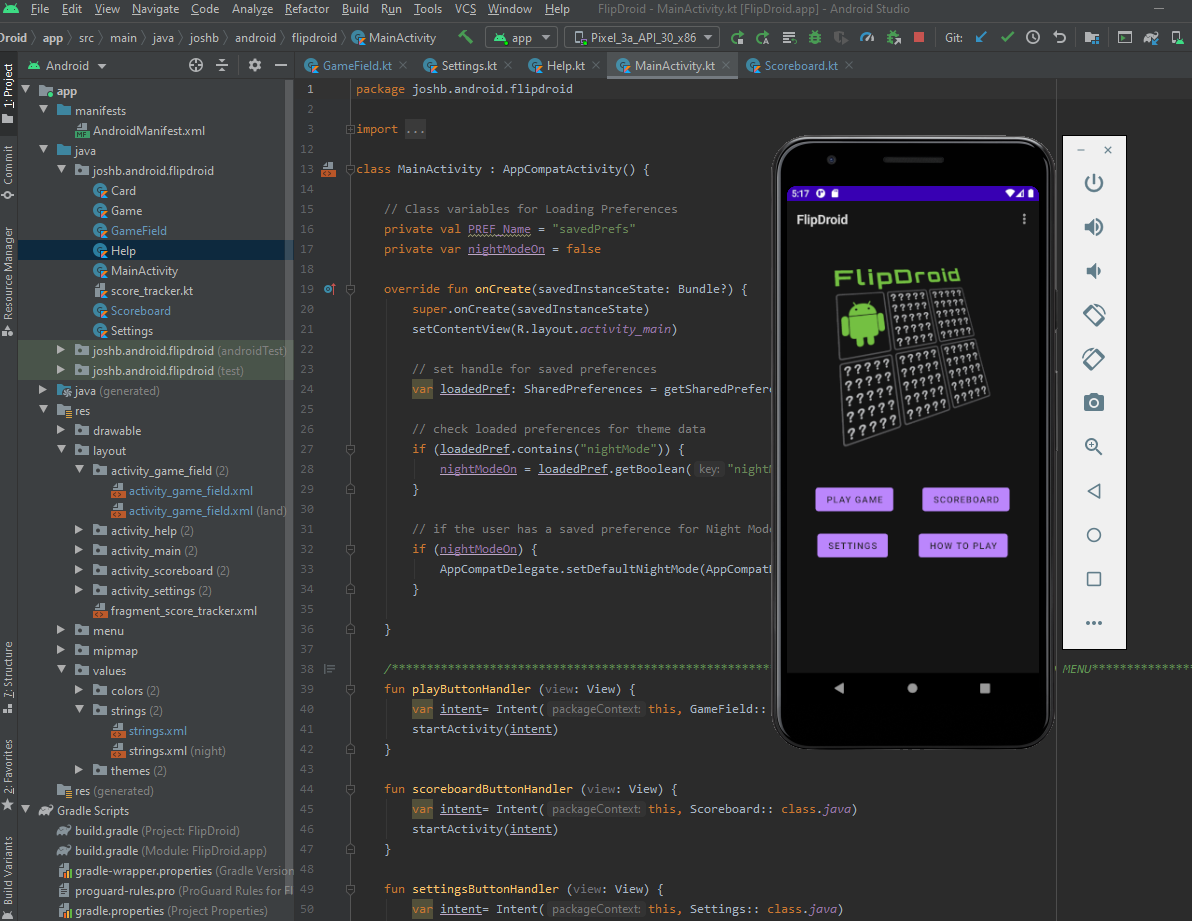 File Edit View Navigate Code Analyze Refactor Build Run Tools VCS Window Help FlipDroid - MainActivity.kt [FlipDroid.app] - Android Studio
Droid app src main java joshb android flipdroid MainActivity app Pixel_3a_API_30_x86 Git:
Android
GameField.kt Settings.kt Help.kt MainActivity.kt Scoreboard.kt
1: Project
Commit
Resource Manager
7: Structure
2: Favorites
Build Variants
app
manifests
AndroidManifest.xml
java
joshb.android.flipdroid
Card
Game
GameField
Help
MainActivity
score_tracker.kt
Scoreboard
Settings
joshb.android.flipdroid (androidTest)
joshb.android.flipdroid (test)
java (generated)
res
drawable
layout
activity_game_field (2)
activity_game_field.xml
activity_game_field.xml (land)
activity_help (2)
activity_main (2)
activity_scoreboard (2)
activity_settings (2)
fragment_score_tracker.xml
menu
mipmap
values
colors (2)
strings (2)
strings.xml
strings.xml (night)
themes (2)
res (generated)
Gradle Scripts
build.gradle (Project: FlipDroid)
build.gradle (Module: FlipDroid.app)
gradle-wrapper.properties (Gradle Version
proguard-rules.pro (ProGuard Rules for Fl
gradle.properties (Project Properties)
1 package joshb.android.flipdroid
2
3 import ...
12
13 class MainActivity : AppCompatActivity() {
14
15 // Class variables for Loading Preferences
16 private val PREF_Name = "savedPrefs"
17 private var nightModeOn = false
18
19 override fun onCreate(savedInstanceState: Bundle?) {
20 super.onCreate(savedInstanceState)
21 setContentView(R.layout.activity_main)
22
23 // set handle for saved preferences
24 var loadedPref: SharedPreferences = getSharedPrefere
25
26 // check loaded preferences for theme data
27 if (loadedPref.contains("nightMode")) {
28 nightModeOn = loadedPref.getBoolean( key: "nightM
29 }
30
31 // if the user has a saved preference for Night Mode
32 if (nightModeOn) {
33 AppCompatDelegate.setDefaultNightMode(AppCompatD
34 }
35
36 }
37
38 /****************************************************** MENU***************
39 fun playButtonHandler (view: View) {
40 var intent= Intent( packageContext: this, GameField::
41 startActivity(intent)
42 }
43
44 fun scoreboardButtonHandler (view: View) {
45 var intent= Intent( packageContext: this, Scoreboard:: class.java)
46 startActivity(intent)
47 }
48
49 fun settingsButtonHandler (view: View) {
50 var intent= Intent( packageContext: this, Settings:: class.java)
5:17
FlipDroid
FlipDroid
????? ????? ?????
????? ????? ?????
PLAY GAME SCOREBOARD
SETTINGS HOW TO PLAY